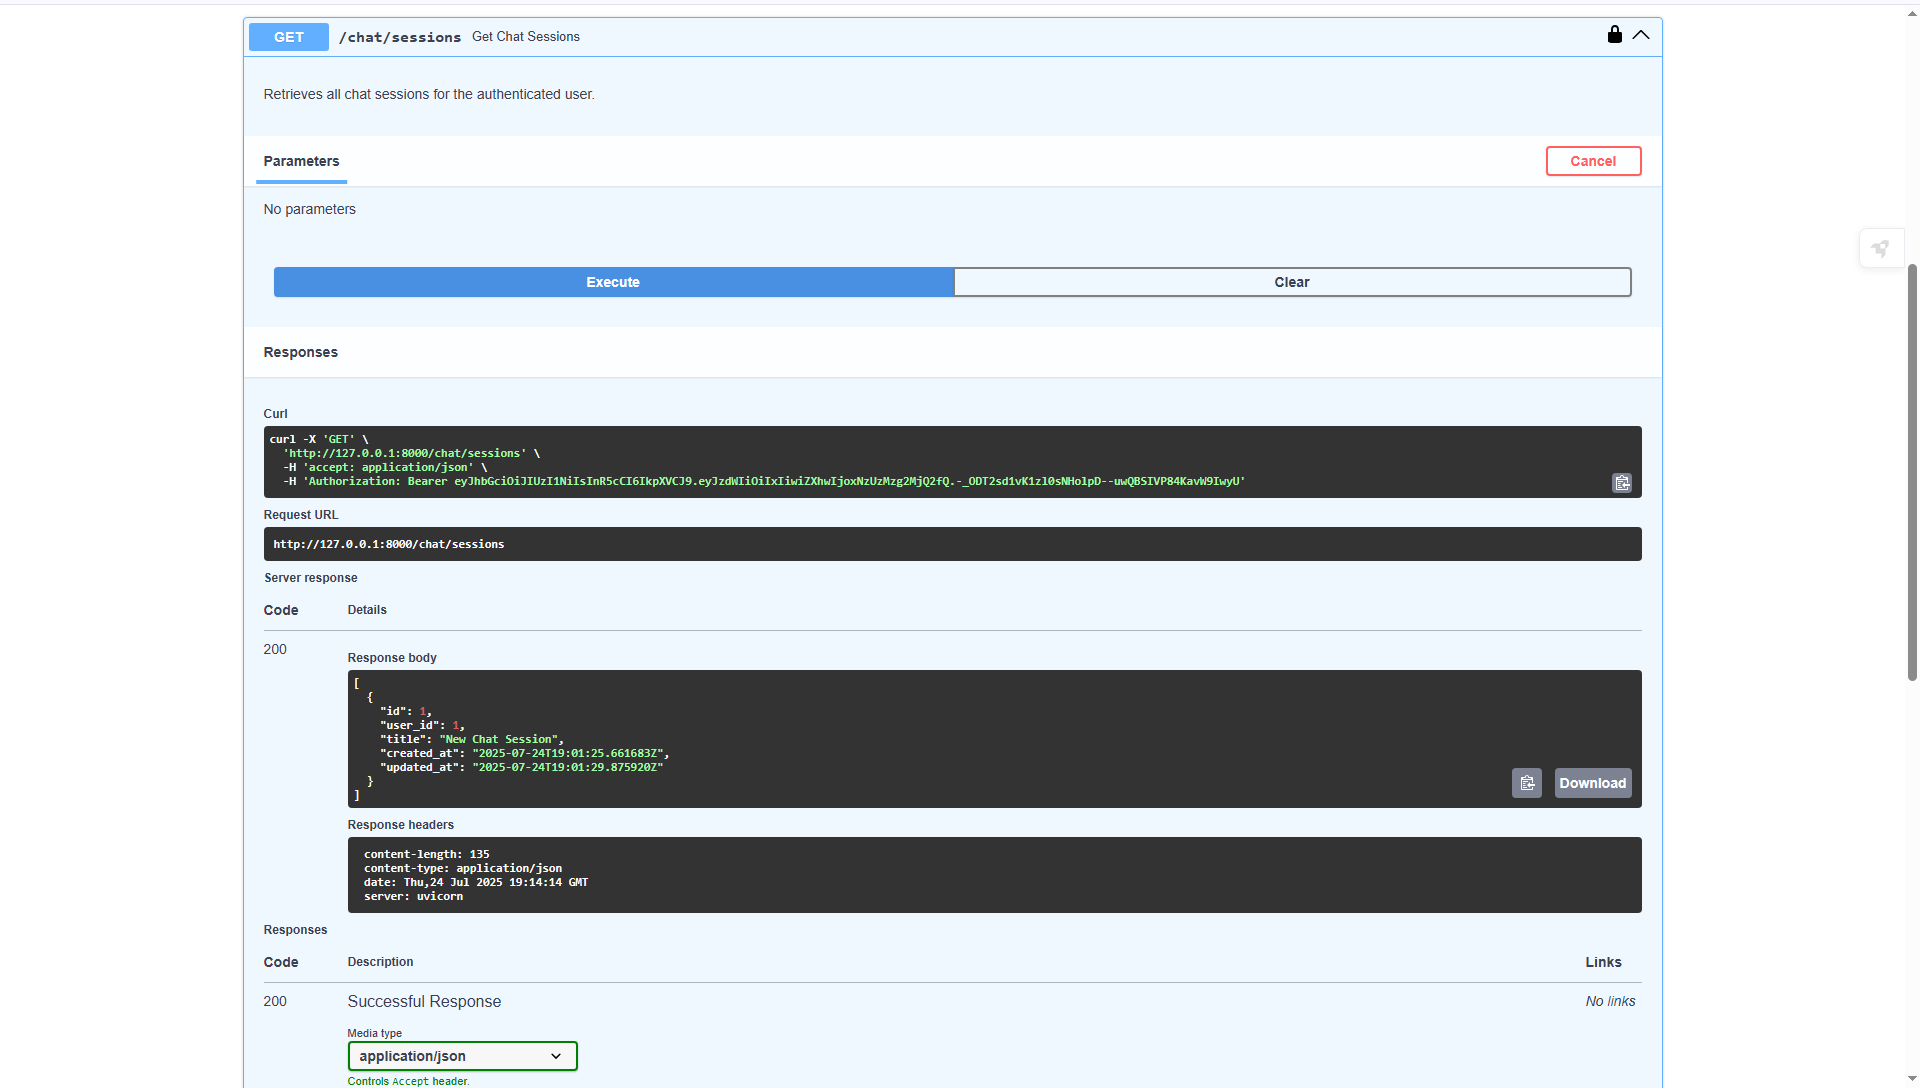 GET /chat/sessions Get Chat Sessions
Retrieves all chat sessions for the authenticated user.
Parameters
Cancel
No parameters
Execute
Clear
Responses
Curl
curl -X 'GET' \
'http://127.0.0.1:8000/chat/sessions' \
-H 'accept: application/json' \
-H 'Authorization: Bearer eyJhbGciOiJIUzI1NiIsInR5cCI6IkpXVCJ9.eyJzdWIiOiIxIiwiZXhwIjoxNzUzMzg2MjQ2fQ.-_ODT2sd1vK1zl0sNHolpD--uwQBSIVP84KavW9IwyU'
Request URL
http://127.0.0.1:8000/chat/sessions
Server response
Code Details
200
Response body
[
{
"id": 1,
"user_id": 1,
"title": "New Chat Session",
"created_at": "2025-07-24T19:01:25.661683Z",
"updated_at": "2025-07-24T19:01:29.875920Z"
}
]
Download
Response headers
content-length: 135
content-type: application/json
date: Thu,24 Jul 2025 19:14:14 GMT
server: uvicorn
Responses
Code Description Links
200 Successful Response No links
Media type
application/json
Controls Accept header.